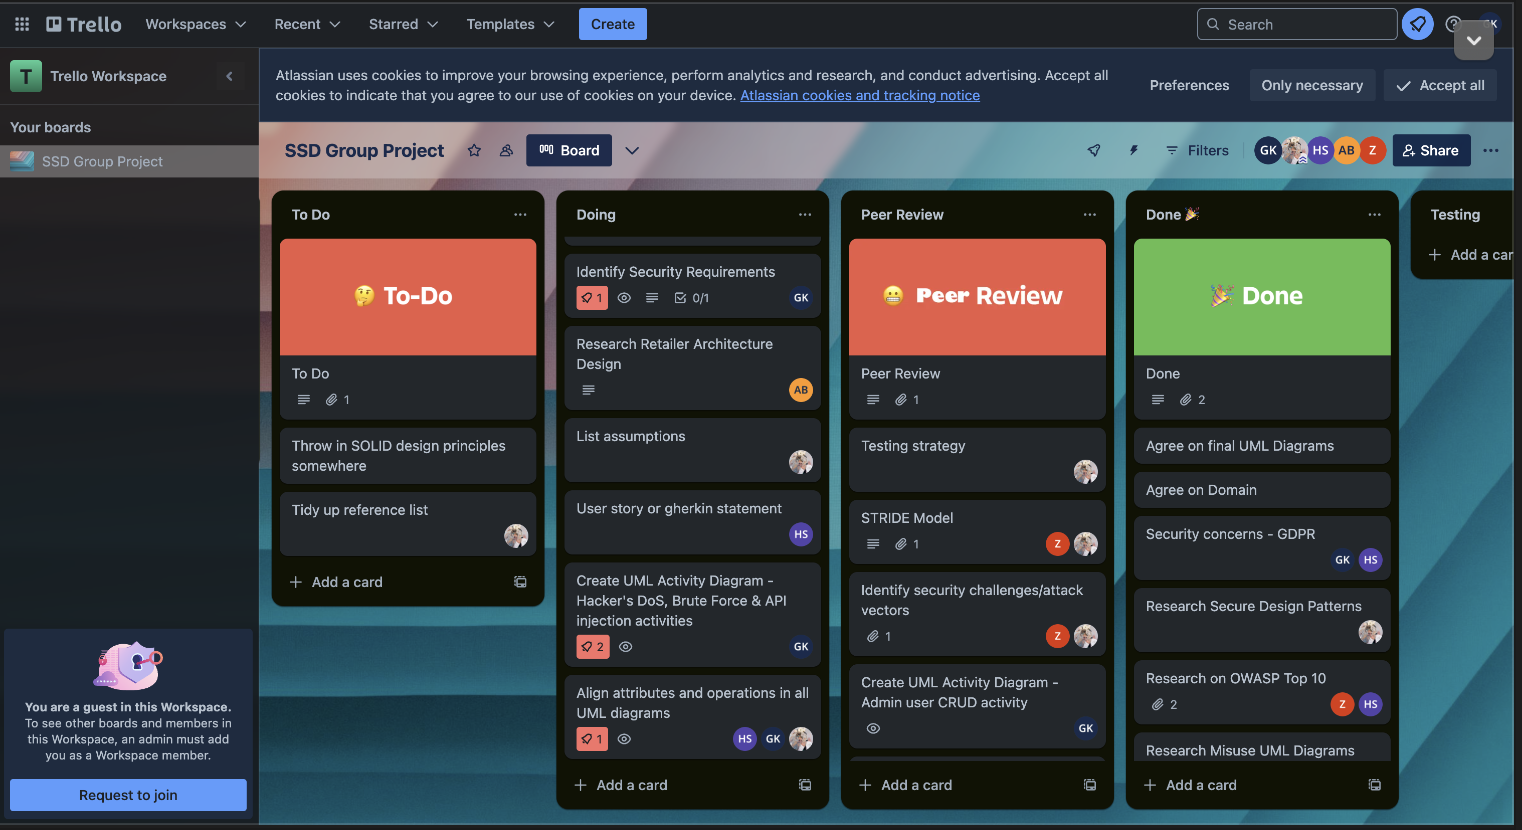 Trello
Workspaces
Recent
Starred
Templates
Create
Search
T
Trello Workspace
Your boards
SSD Group Project
Atlassian uses cookies to improve your browsing experience, perform analytics and research, and conduct advertising. Accept all
cookies to indicate that you agree to our use of cookies on your device. Atlassian cookies and tracking notice
Preferences
Only necessary
Accept all
SSD Group Project
Board
Filters
GK
HS
AB
Z
Share
To Do
To-Do
To Do
1
Throw in SOLID design principles
somewhere
Tidy up reference list
Add a card
Doing
Identify Security Requirements
1
0/1
GK
Research Retailer Architecture
Design
AB
List assumptions
User story or gherkin statement
HS
Create UML Activity Diagram -
Hacker's DoS, Brute Force & API
injection activities
2
GK
Align attributes and operations in all
UML diagrams
1
HS
GK
Add a card
Peer Review
Peer Review
Peer Review
1
Testing strategy
STRIDE Model
1
Z
Identify security challenges/attack
vectors
1
Z
Create UML Activity Diagram -
Admin user CRUD activity
GK
Add a card
Done
Done
Done
2
Agree on final UML Diagrams
Agree on Domain
Security concerns - GDPR
GK
HS
Research Secure Design Patterns
Research on OWASP Top 10
2
Z
HS
Research Misuse UML Diagrams
Add a card
Testing
Add a car
You are a guest in this Workspace.
To see other boards and members in
this Workspace, an admin must add
you as a Workspace member.
Request to join